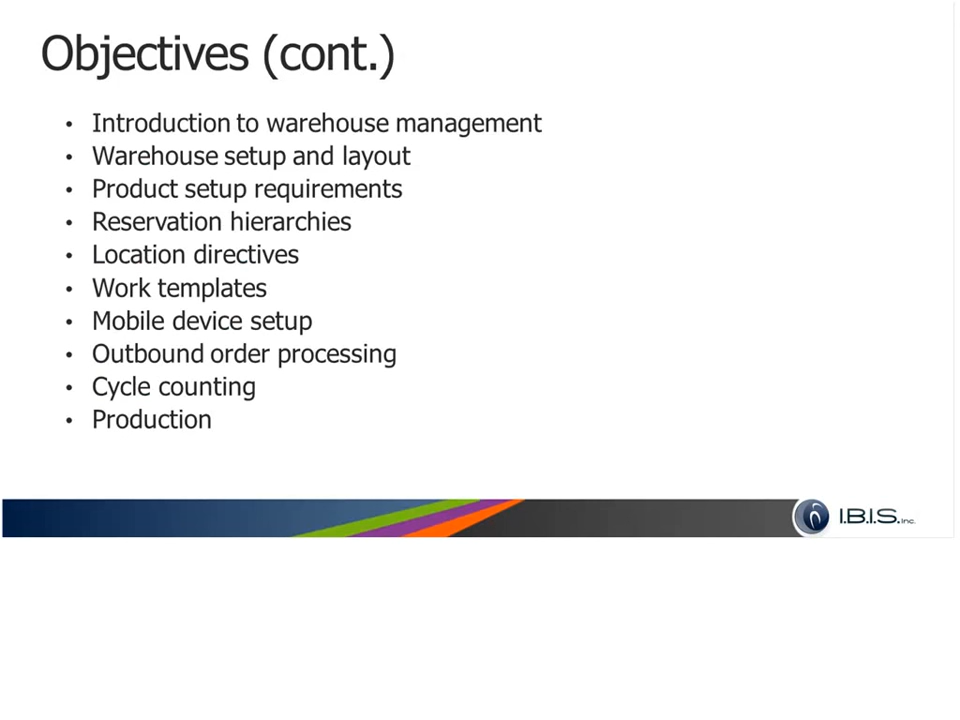 Objectives (cont.)
• Introduction to warehouse management
• Warehouse setup and layout
• Product setup requirements
• Reservation hierarchies
• Location directives
• Work templates
• Mobile device setup
• Outbound order processing
• Cycle counting
• Production
I.B.I.S. Inc.